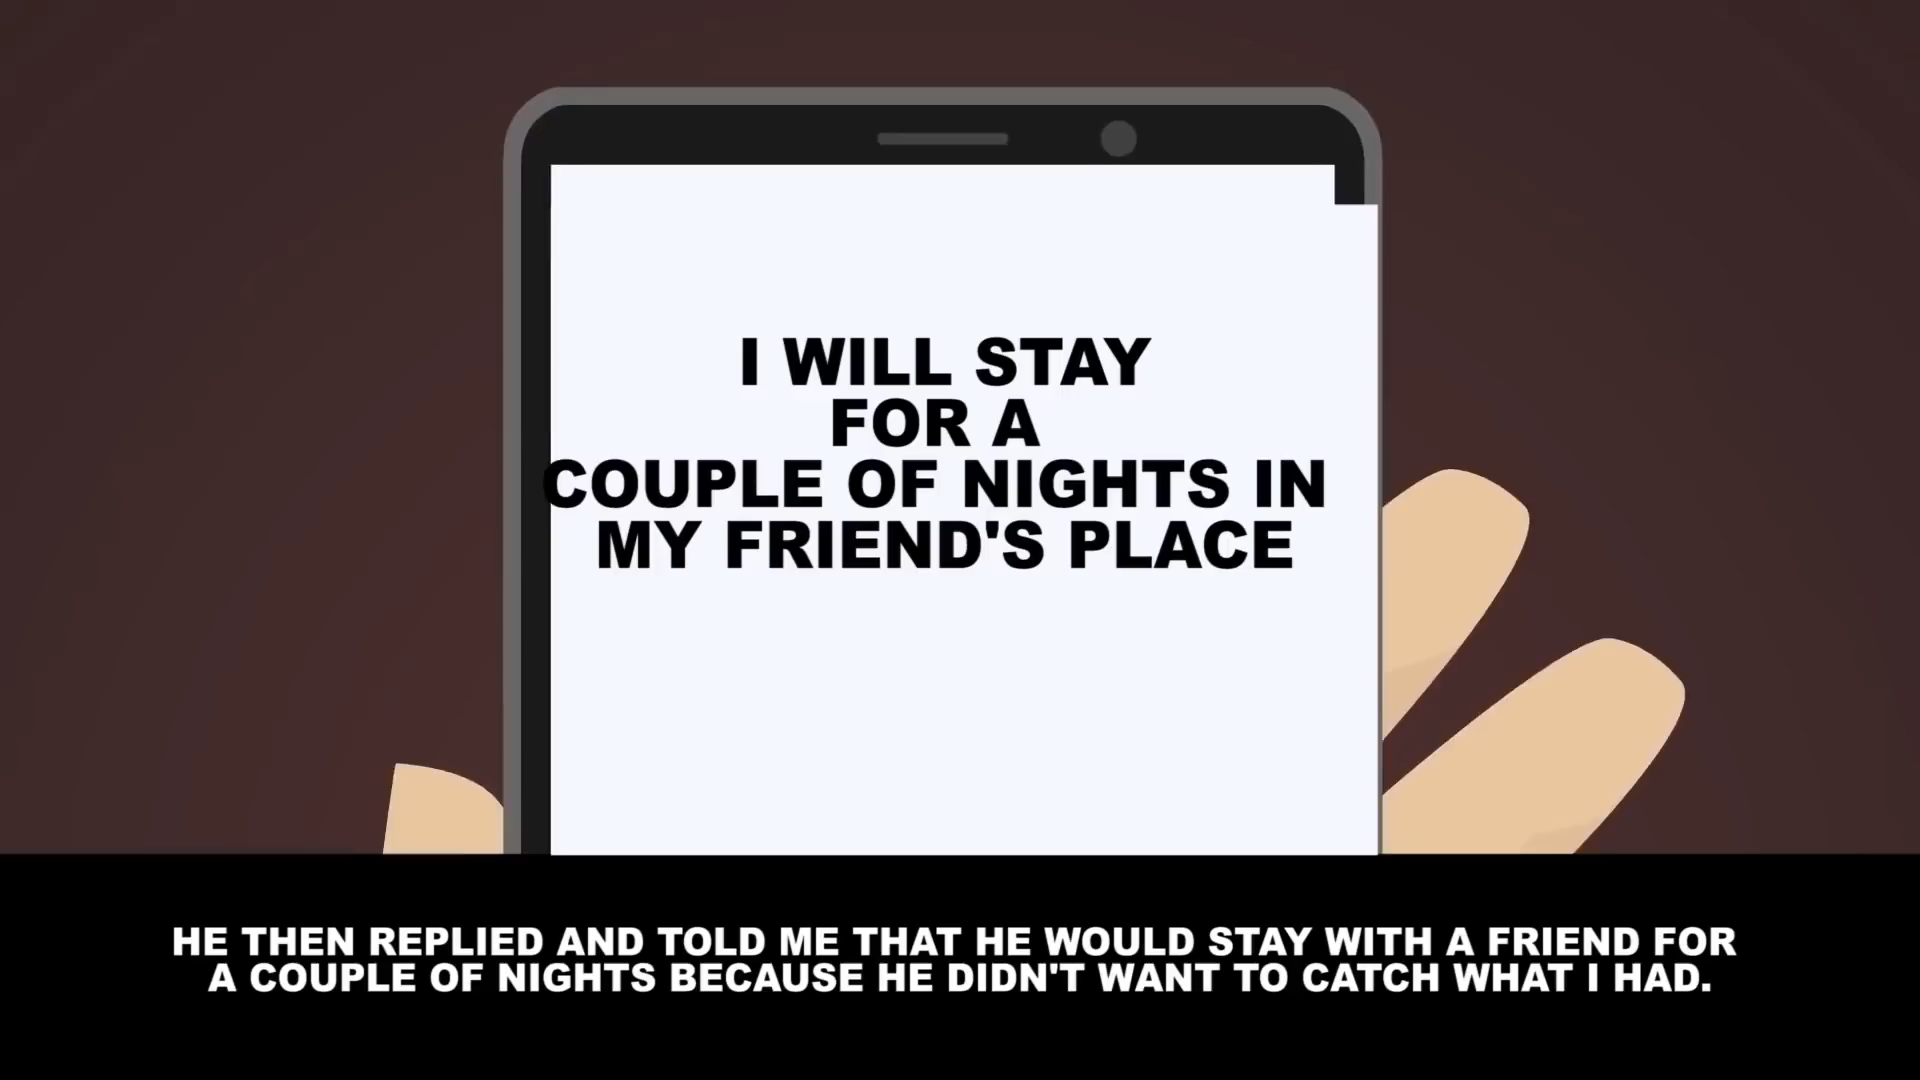 I WILL STAY
FOR A
COUPLE OF NIGHTS IN
MY FRIEND'S PLACE
HE THEN REPLIED AND TOLD ME THAT HE WOULD STAY WITH A FRIEND FOR
A COUPLE OF NIGHTS BECAUSE HE DIDN'T WANT TO CATCH WHAT I HAD.